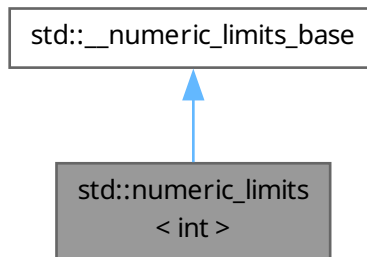 std::__numeric_limits_base
std::numeric_limits
< int >